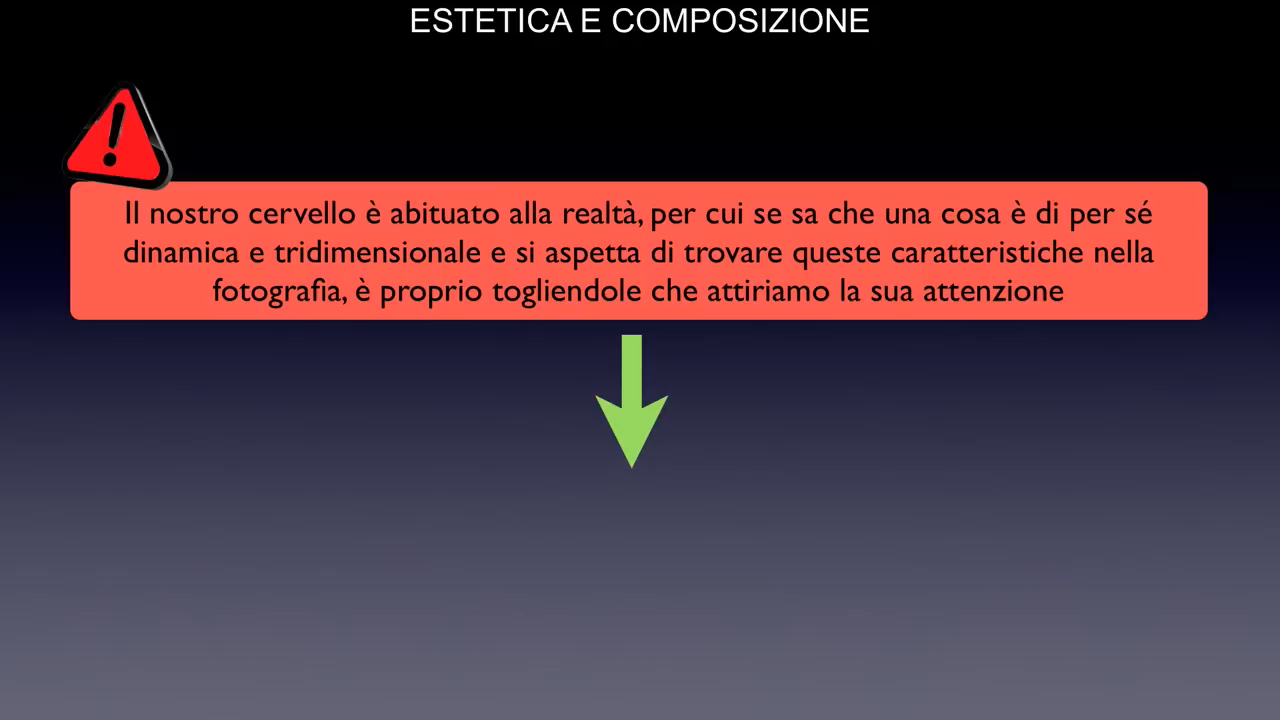 ESTETICA E COMPOSIZIONE
Il nostro cervello è abituato alla realtà, per cui se sa che una cosa è di per sé
dinamica e tridimensionale e si aspetta di trovare queste caratteristiche nella
fotografia, è proprio togliendole che attiriamo la sua attenzione